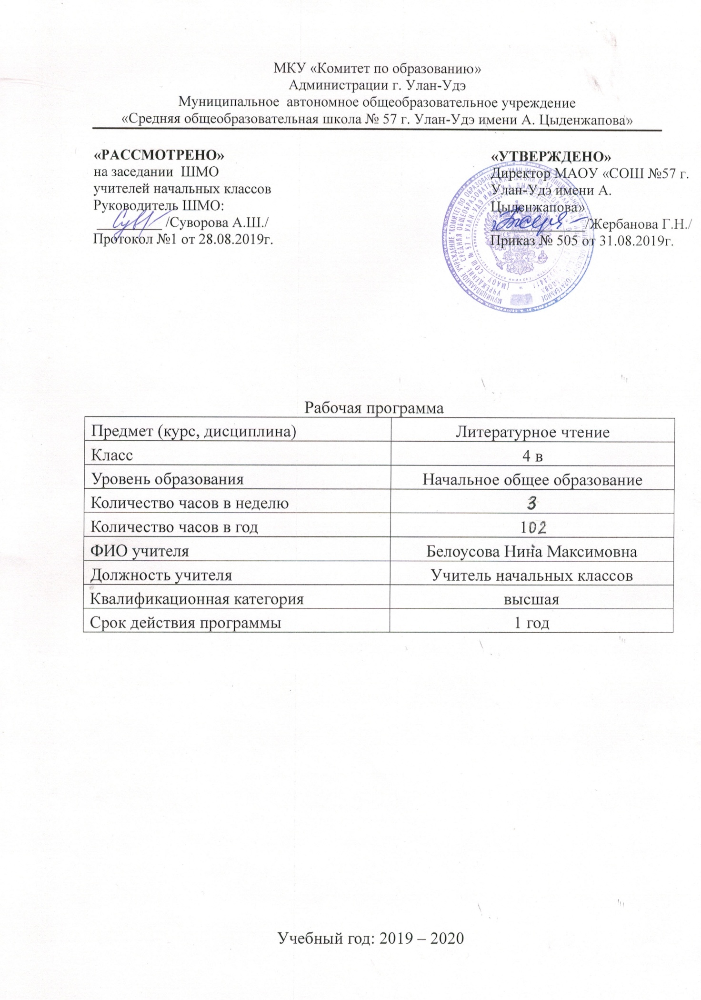 МКУ «Комитет по образованию»
Администрации г. Улан-Удэ
Муниципальное автономное общеобразовательное учреждение
«Средняя общеобразовательная школа № 57 г. Улан-Удэ имени А. Цыденжапова»
«РАССМОТРЕНО»
на заседании ШМО
учителей начальных классов
Руководитель ШМО:
/Суворова А.Ш./
Протокол №1 от 28.08.2019г.
«УТВЕРЖДЕНО»
Директор МАОУ «СОШ №57 г.
Улан-Удэ имени А.
Цыденжапова»
/Жербанова Г.Н./
Приказ № 505 от 31.08.2019г.
Рабочая программа
Предмет (курс, дисциплина) Литературное чтение
Класс 4 в
Уровень образования Начальное общее образование
Количество часов в неделю 3
Количество часов в год 102
ФИО учителя Белоусова Нина Максимовна
Должность учителя Учитель начальных классов
Квалификационная категория высшая
Срок действия программы 1 год
Учебный год: 2019 – 2020